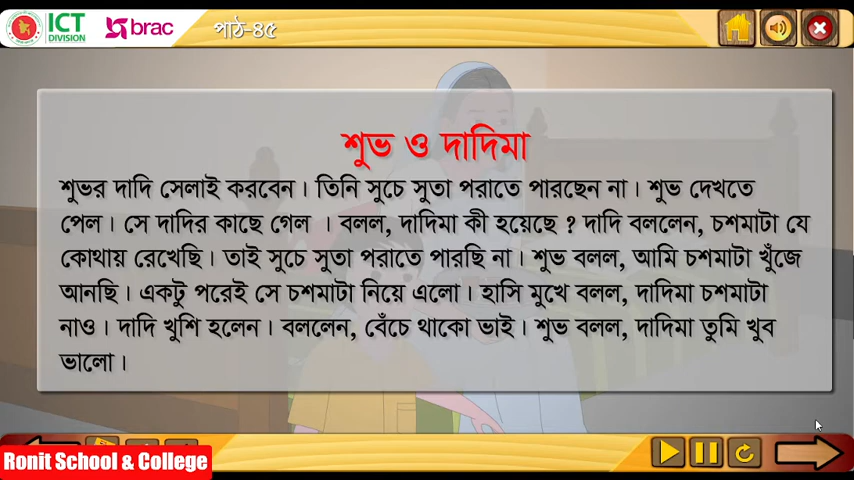 ICT
DIVISION
brac
পাঠ-৪৫
শুভ ও দাদিমা
শুভর দাদি সেলাই করবেন। তিনি সুচে সুতা পরাতে পারছেন না। শুভ দেখতে
পেল। সে দাদির কাছে গেল । বলল, দাদিমা কী হয়েছে ? দাদি বললেন, চশমাটা যে
কোথায় রেখেছি। তাই সুচে সুতা পরাতে পারছি না। শুভ বলল, আমি চশমাটা খুঁজে
আনছি। একটু পরেই সে চশমাটা নিয়ে এলো। হাসি মুখে বলল, দাদিমা চশমাটা
নাও। দাদি খুশি হলেন। বললেন, বেঁচে থাকো ভাই। শুভ বলল, দাদিমা তুমি খুব
ভালো।
Ronit School & College